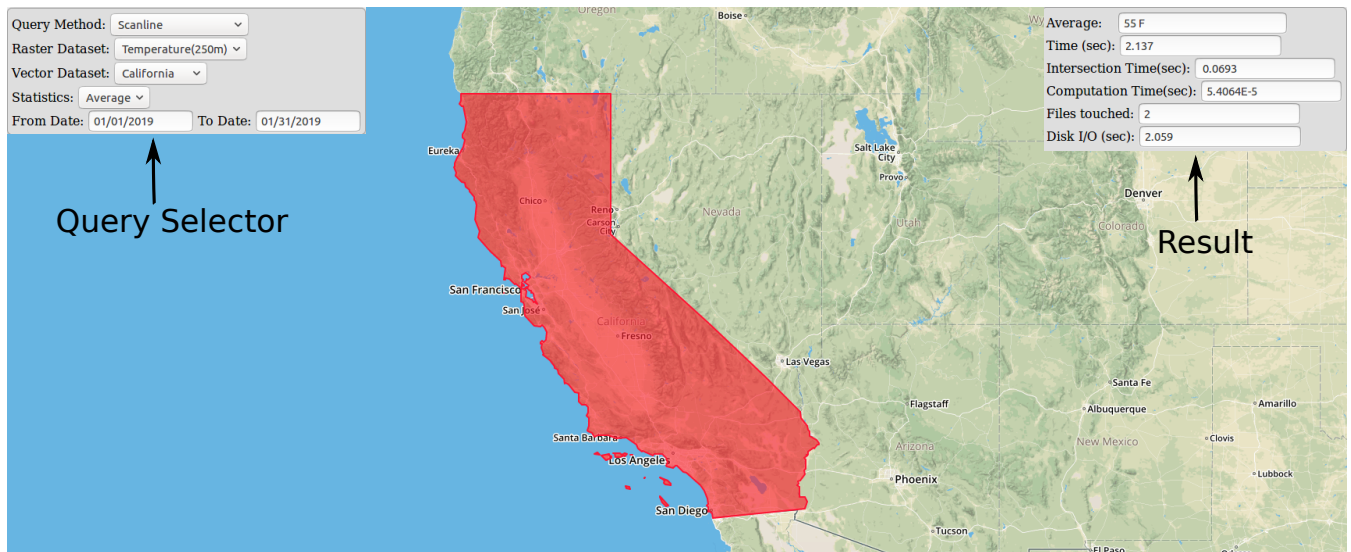 Query Method: Scanline
Raster Dataset: Temperature(250m)
Vector Dataset: California
Statistics: Average
From Date: 01/01/2019 To Date: 01/31/2019
Query Selector
Average: 55 F
Time (sec): 2.137
Intersection Time(sec): 0.0693
Computation Time(sec): 5.4064E-5
Files touched: 2
Disk I/O (sec): 2.059
Result
Oregon
Boise
Eureka
Salt Lake
City
Provo
Denver
Chico
Reno
Carson
City
Nevada
Utah
Colorado
San Francisco
San José
California
Fresno
Las Vegas
Santa Fe
Flagstaff
Albuquerque
Amarillo
Santa Barbara
Los Angeles
Arizona
New Mexico
Clovis
Phoenix
Lubbock
San Diego
Tucson
El Paso